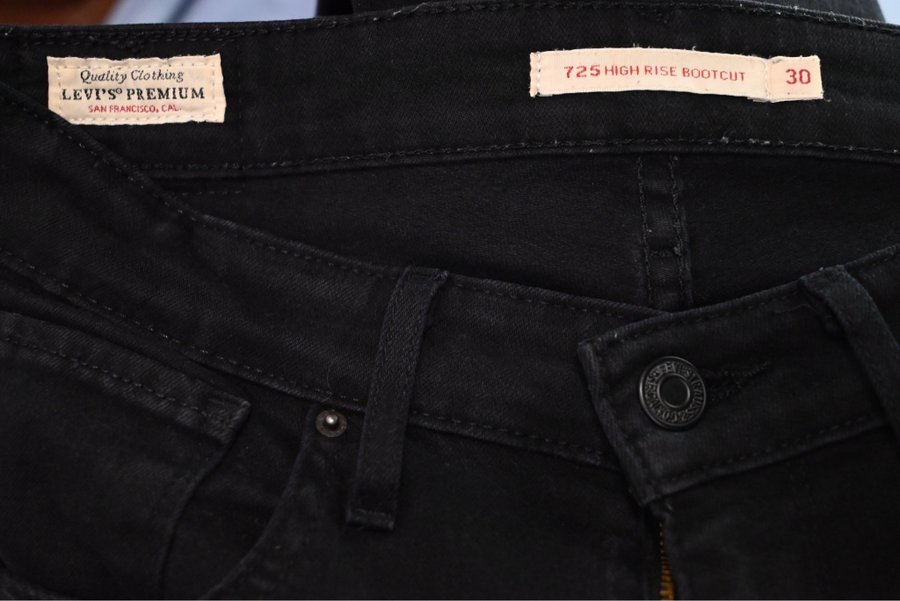 Quality Clothing
LEVI'S® PREMIUM
SAN FRANCISCO, CAL.
725 HIGH RISE BOOTCUT
30